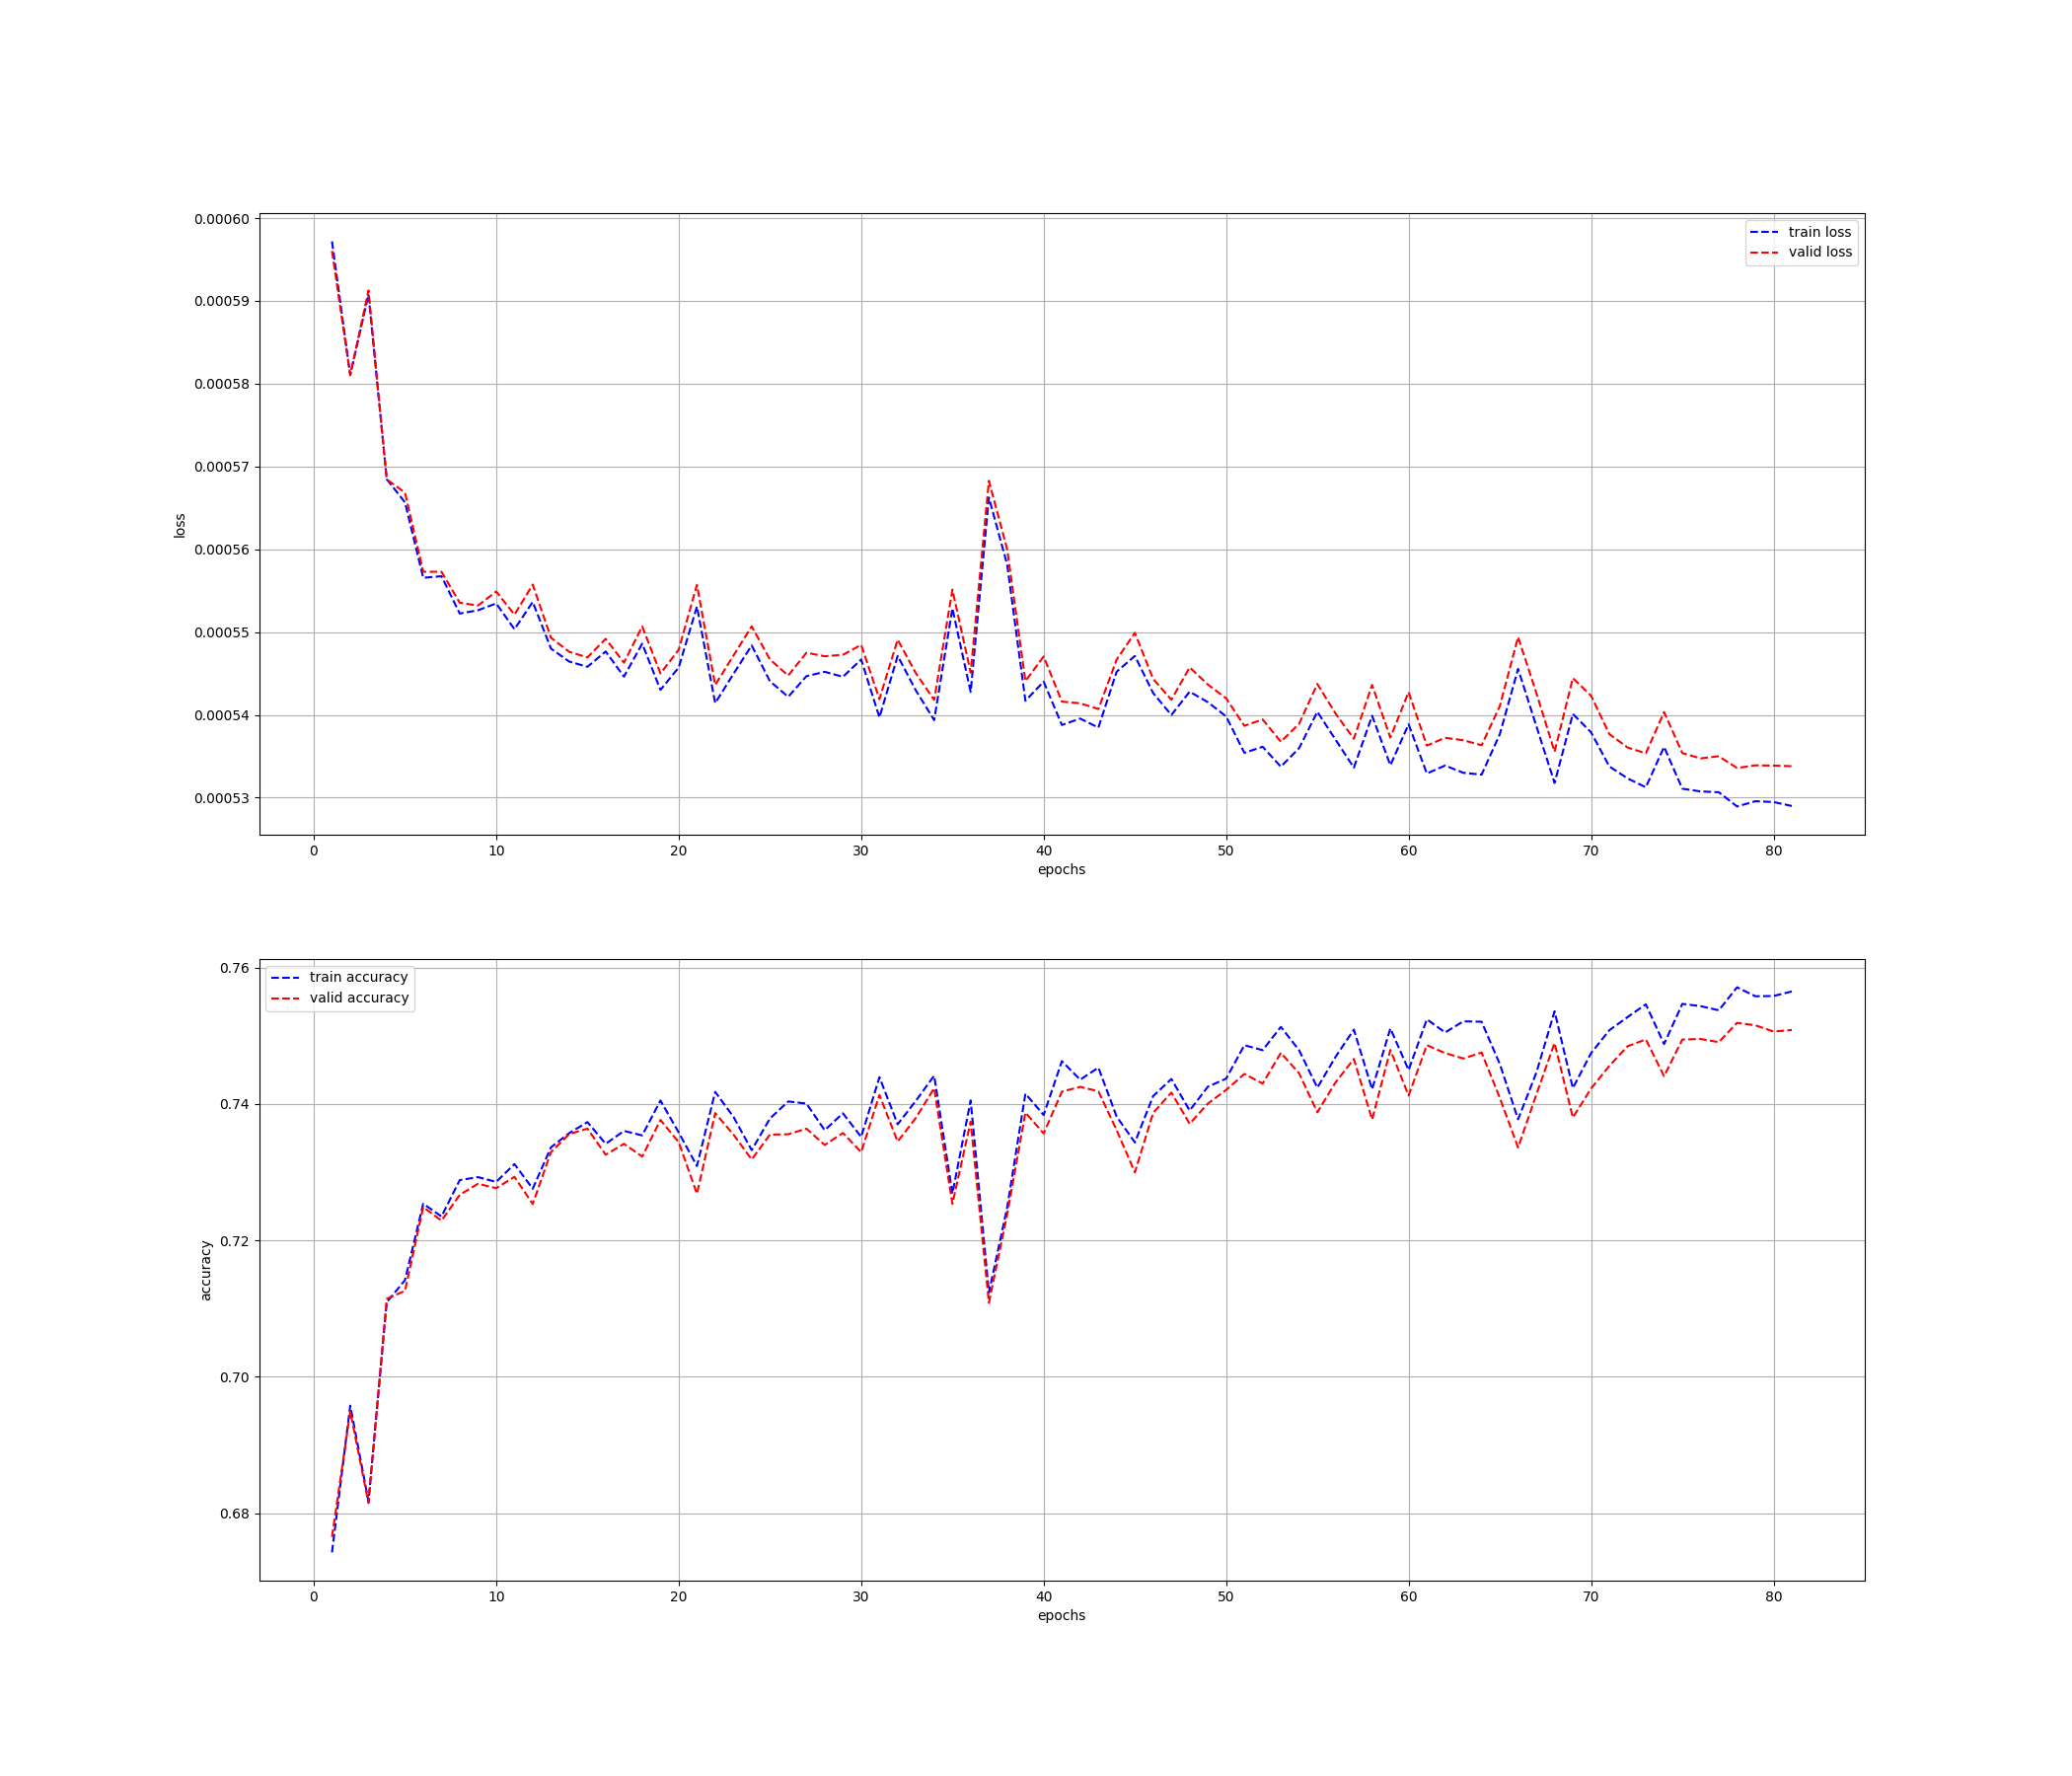 0.00060
0.00059
0.00058
0.00057
0.00056
0.00055
0.00054
0.00053
loss
train loss
valid loss
0 10 20 30 40 50 60 70 80
epochs
0.76
0.74
0.72
0.70
0.68
accuracy
train accuracy
valid accuracy
0 10 20 30 40 50 60 70 80
epochs